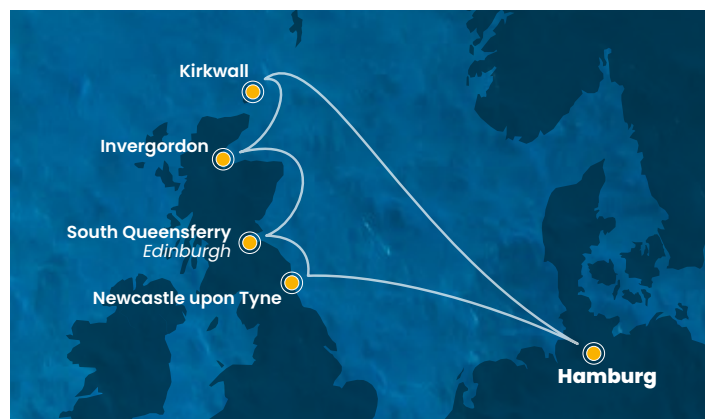 Kirkwall
Invergordon
South Queensferry
Edinburgh
Newcastle upon Tyne
Hamburg